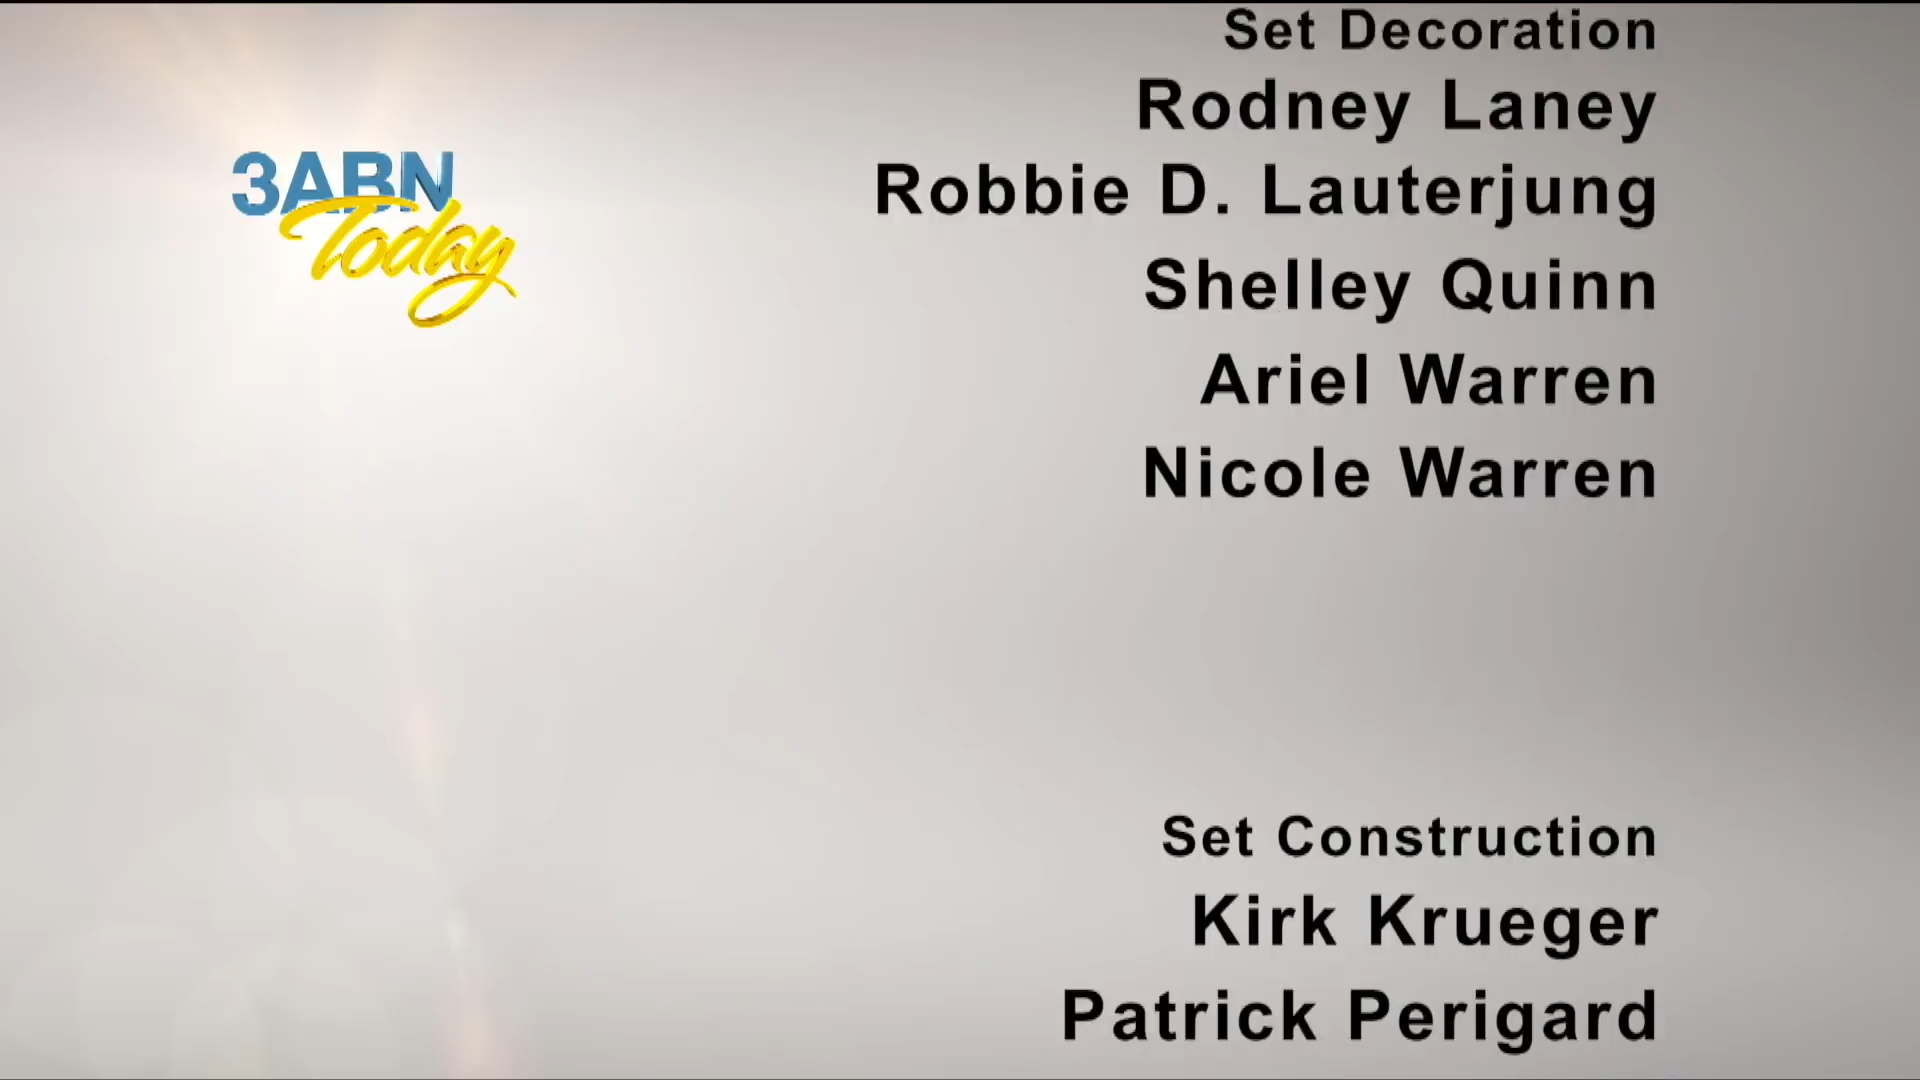 3ABN
Today
Set Decoration
Rodney Laney
Robbie D. Lauterjung
Shelley Quinn
Ariel Warren
Nicole Warren
Set Construction
Kirk Krueger
Patrick Perigard